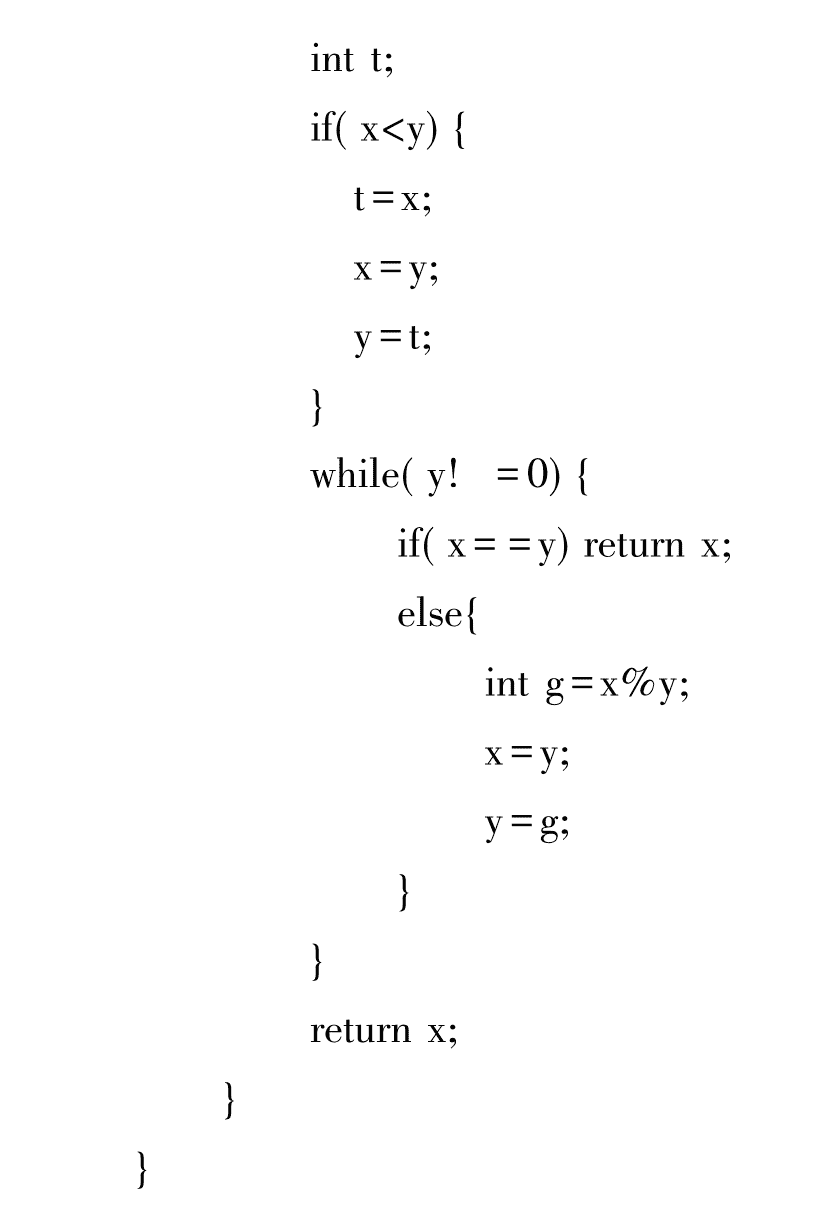 int t;
if( x<y) {
t=x;
x=y;
y=t;
}
while( y! =0) {
if( x= =y) return x;
else{
int g=x%y;
x=y;
y=g;
}
}
return x;
}
}